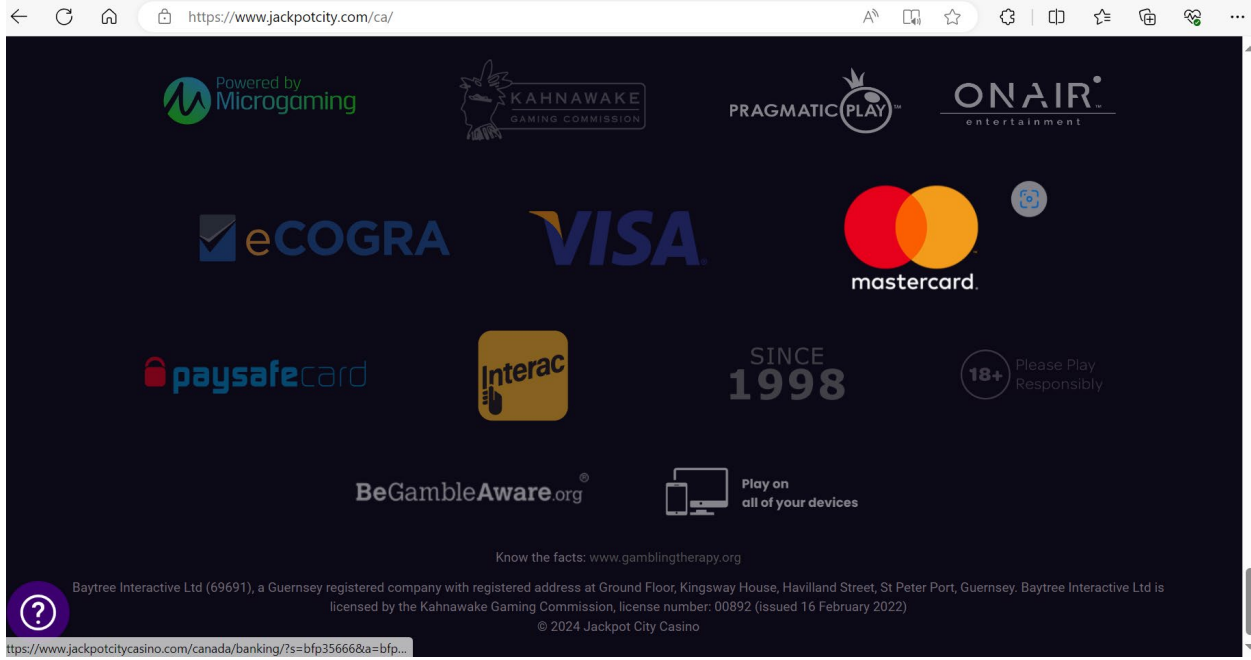 https://www.jackpotcity.com/ca/
Powered by
Microgaming
KAHNAWAKE
GAMING COMMISSION
PRAGMATIC PLAY™
ONAIR™
entertainment
eCOGRA
VISA
mastercard.
paysafecard
Interac
SINCE
1998
18+
Please Play
Responsibly
BeGambleAware.org®
Play on
all of your devices
Know the facts: www.gamblingtherapy.org
Baytree Interactive Ltd (69691), a Guernsey registered company with registered address at Ground Floor, Kingsway House, Havilland Street, St Peter Port, Guernsey. Baytree Interactive Ltd is
licensed by the Kahnawake Gaming Commission, license number: 00892 (issued 16 February 2022)
© 2024 Jackpot City Casino
?
ttps://www.jackpotcitycasino.com/canada/banking/?s=bfp35666&a=bfp...